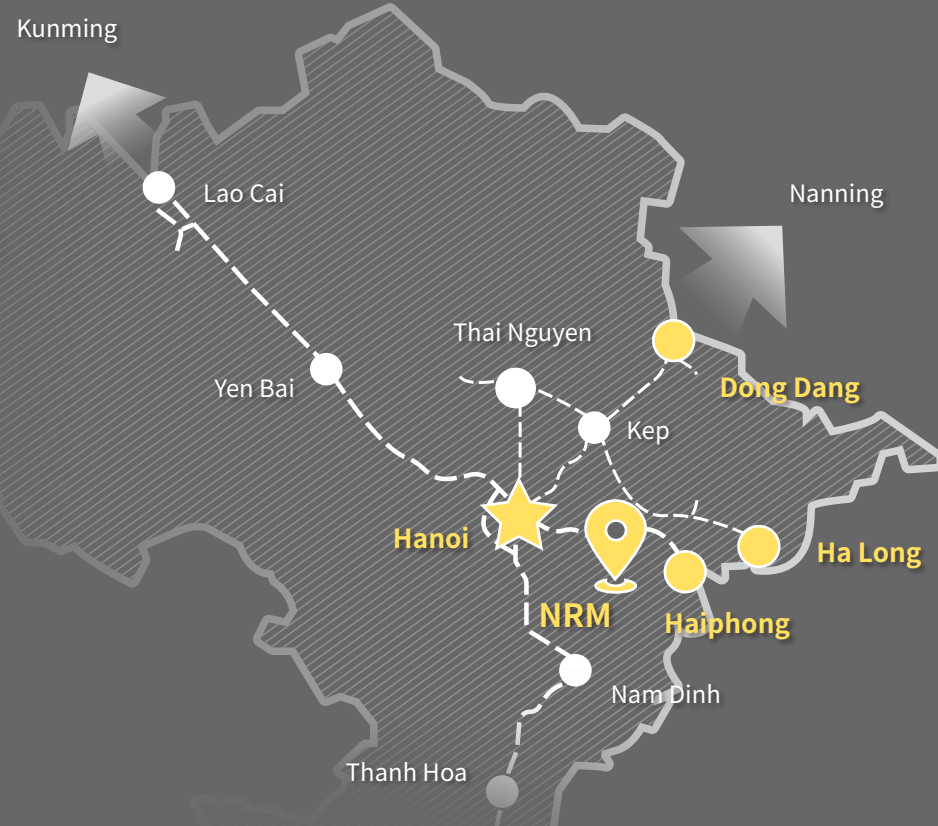 Kunming
Lao Cai
Nanning
Thai Nguyen
Yen Bai
Dong Dang
Kep
Hanoi
Ha Long
NRM
Haiphong
Nam Dinh
Thanh Hoa